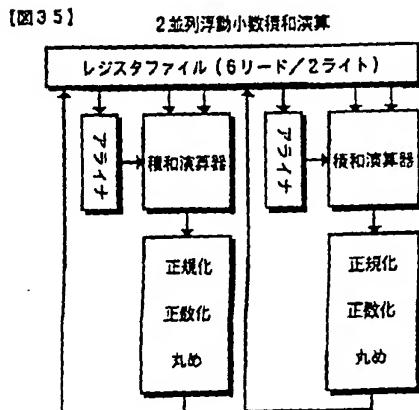 【図35】
2並列浮動小数積和演算
レジスタファイル(6リード/2ライト)
アライナ
積和演算器
アライナ
積和演算器
正規化
正数化
丸め
正規化
正数化
丸め